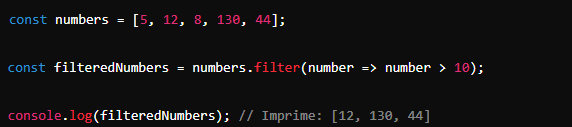 const numbers = [5, 12, 8, 130, 44];
const filteredNumbers = numbers.filter(number => number > 10);
console.log(filteredNumbers); // Imprime: [12, 130, 44]